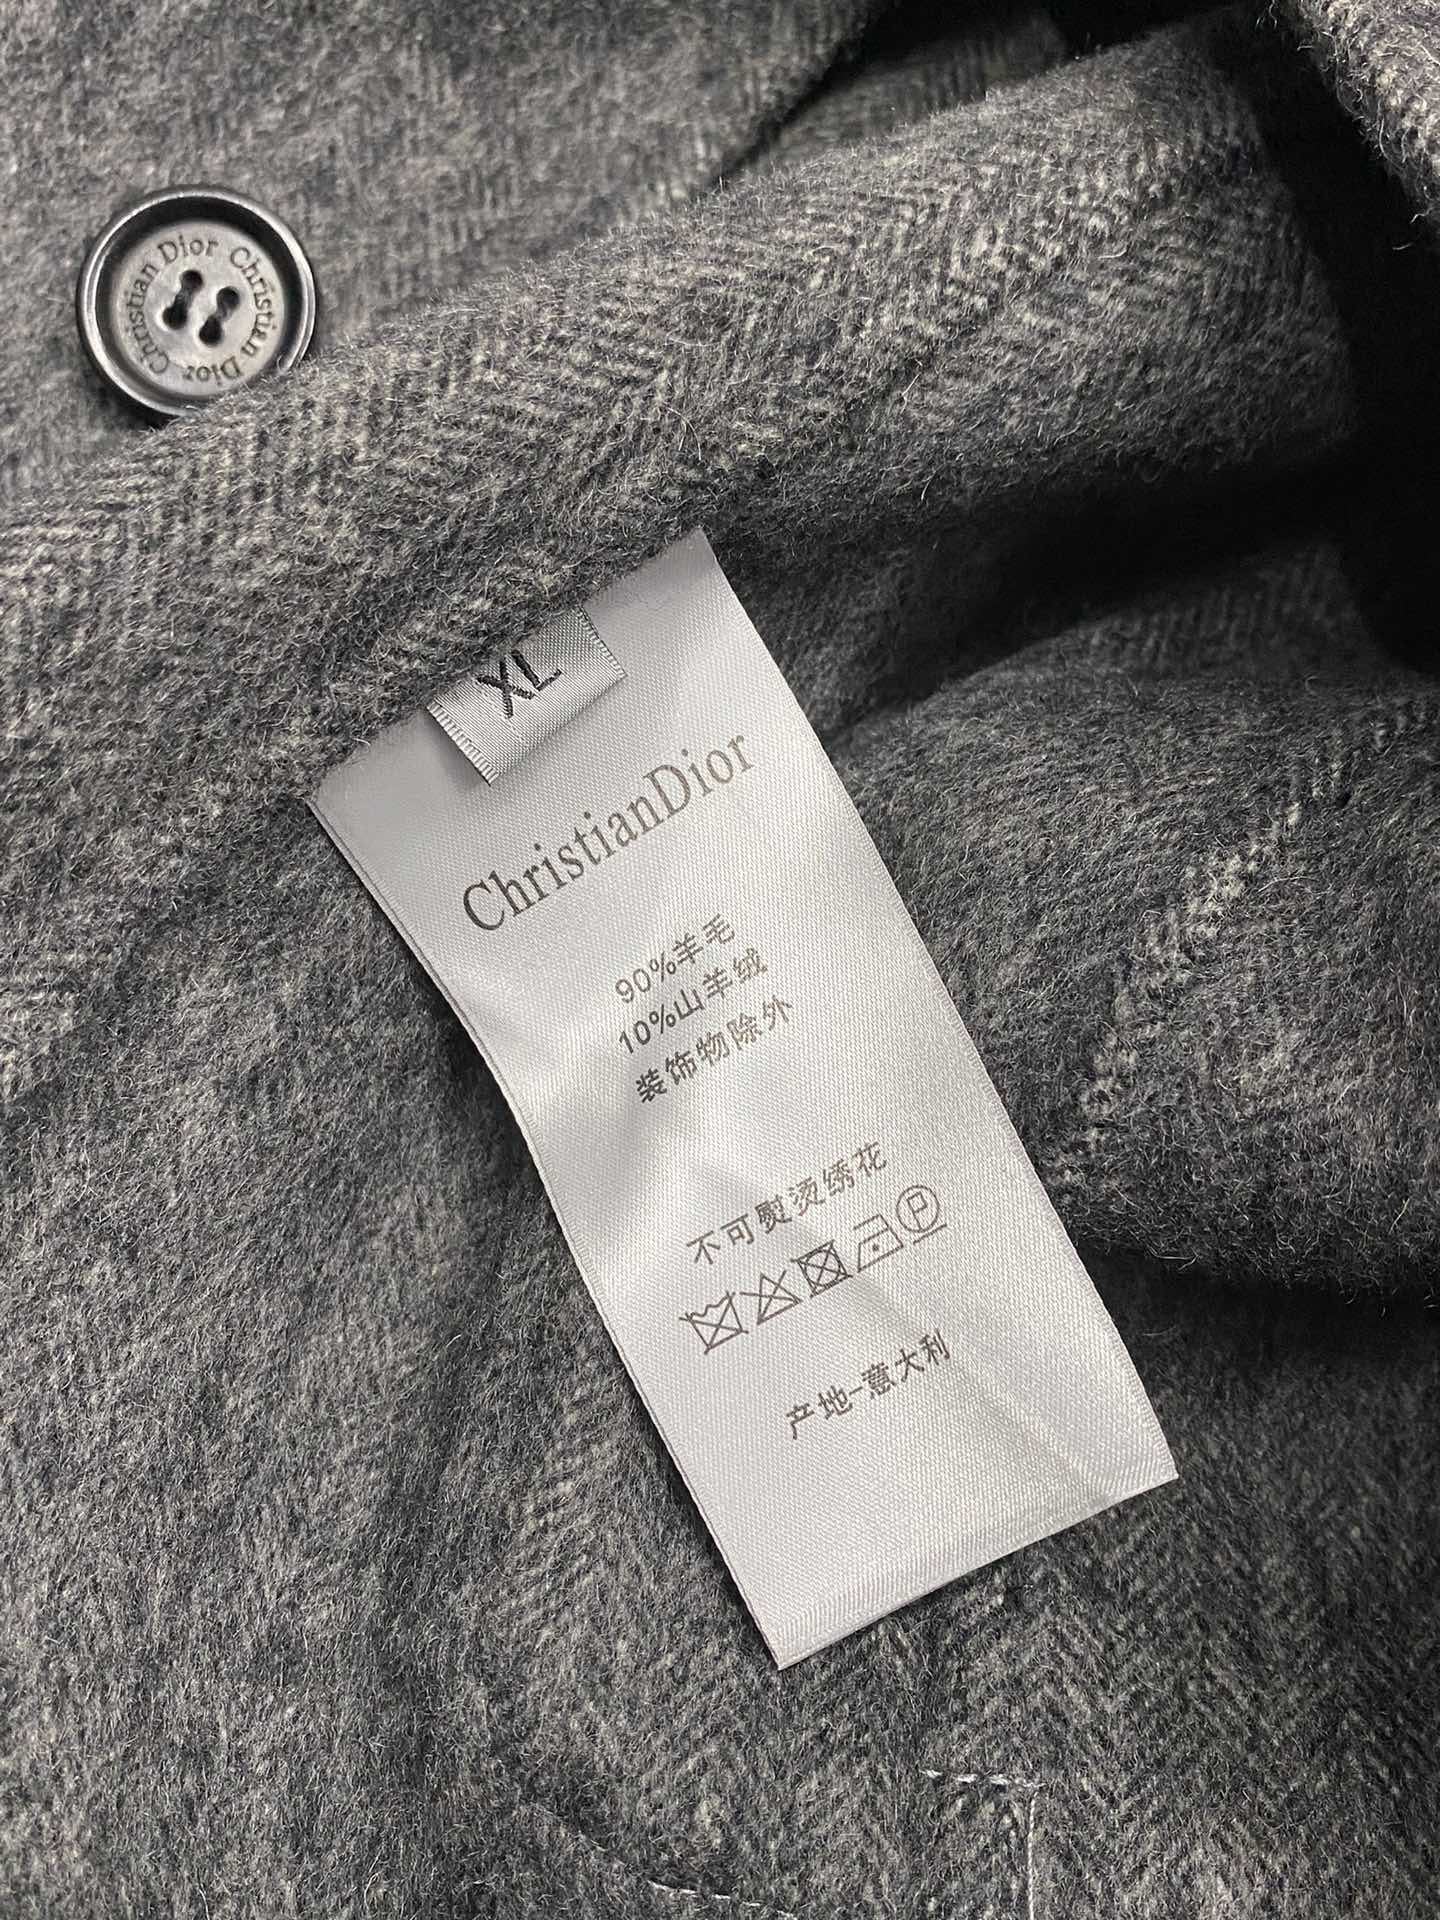 Christian Dior Christian Dior
XL
ChristianDior
90%羊毛
10%山羊绒
装饰物除外
不可熨烫绣花
P
产地-意大利